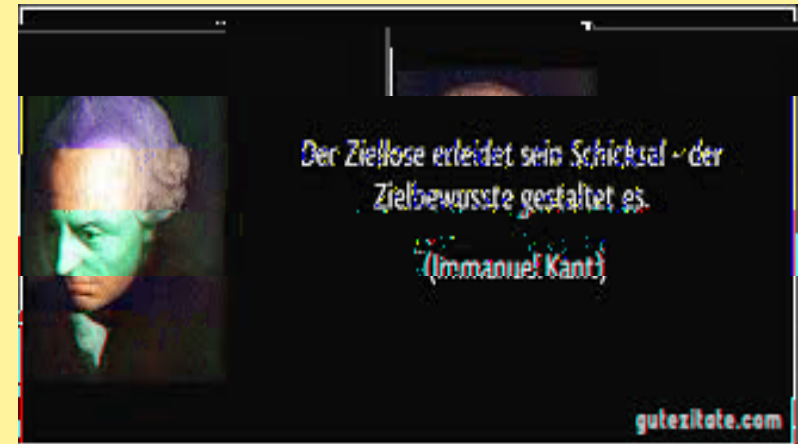 Der Ziellose erleidet sein Schicksal - der
Zielbewusste gestaltet es.
(Immanuel Kant)
gutezitate.com